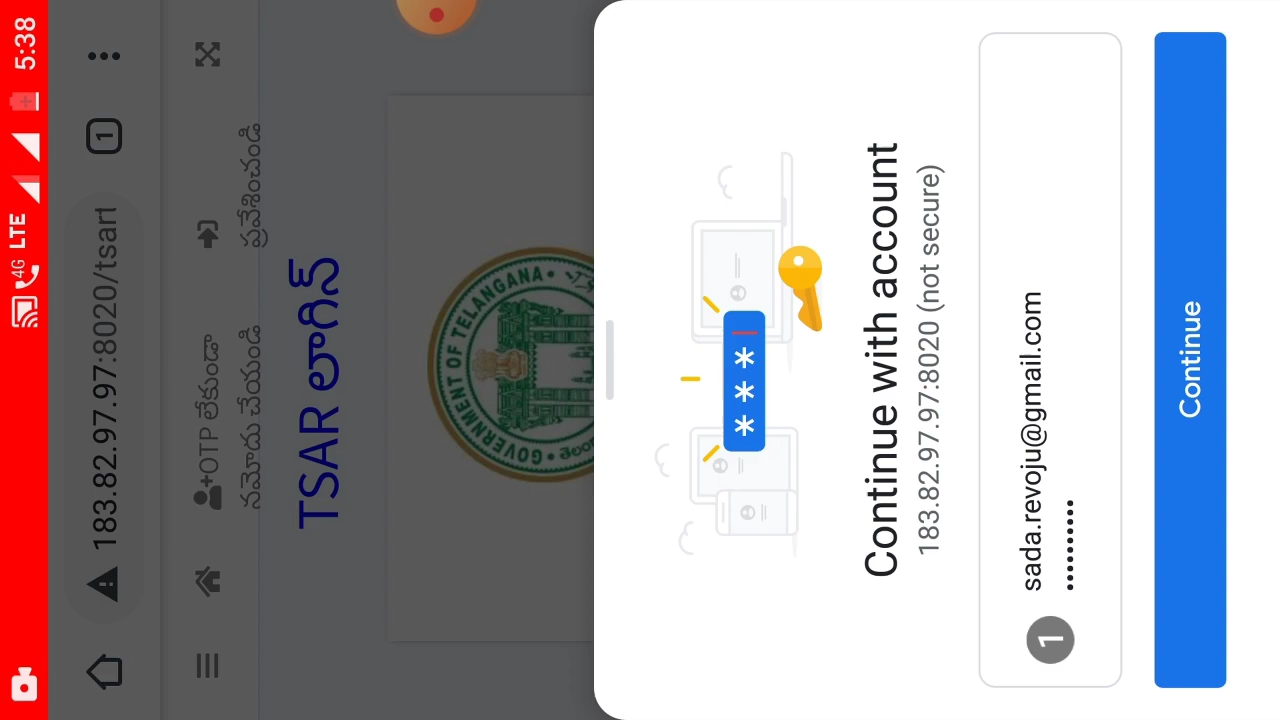 5:38
4G LTE
183.82.97.97:8020/tsart
1
+OTP లేకుండా
నమోదు చేయండి
ప్రవేశించండి
TSAR లాగిన్
GOVERNMENT OF TELANGANA
Continue with account
183.82.97.97:8020 (not secure)
***
1
sada.revoju@gmail.com
••••••••••
Continue